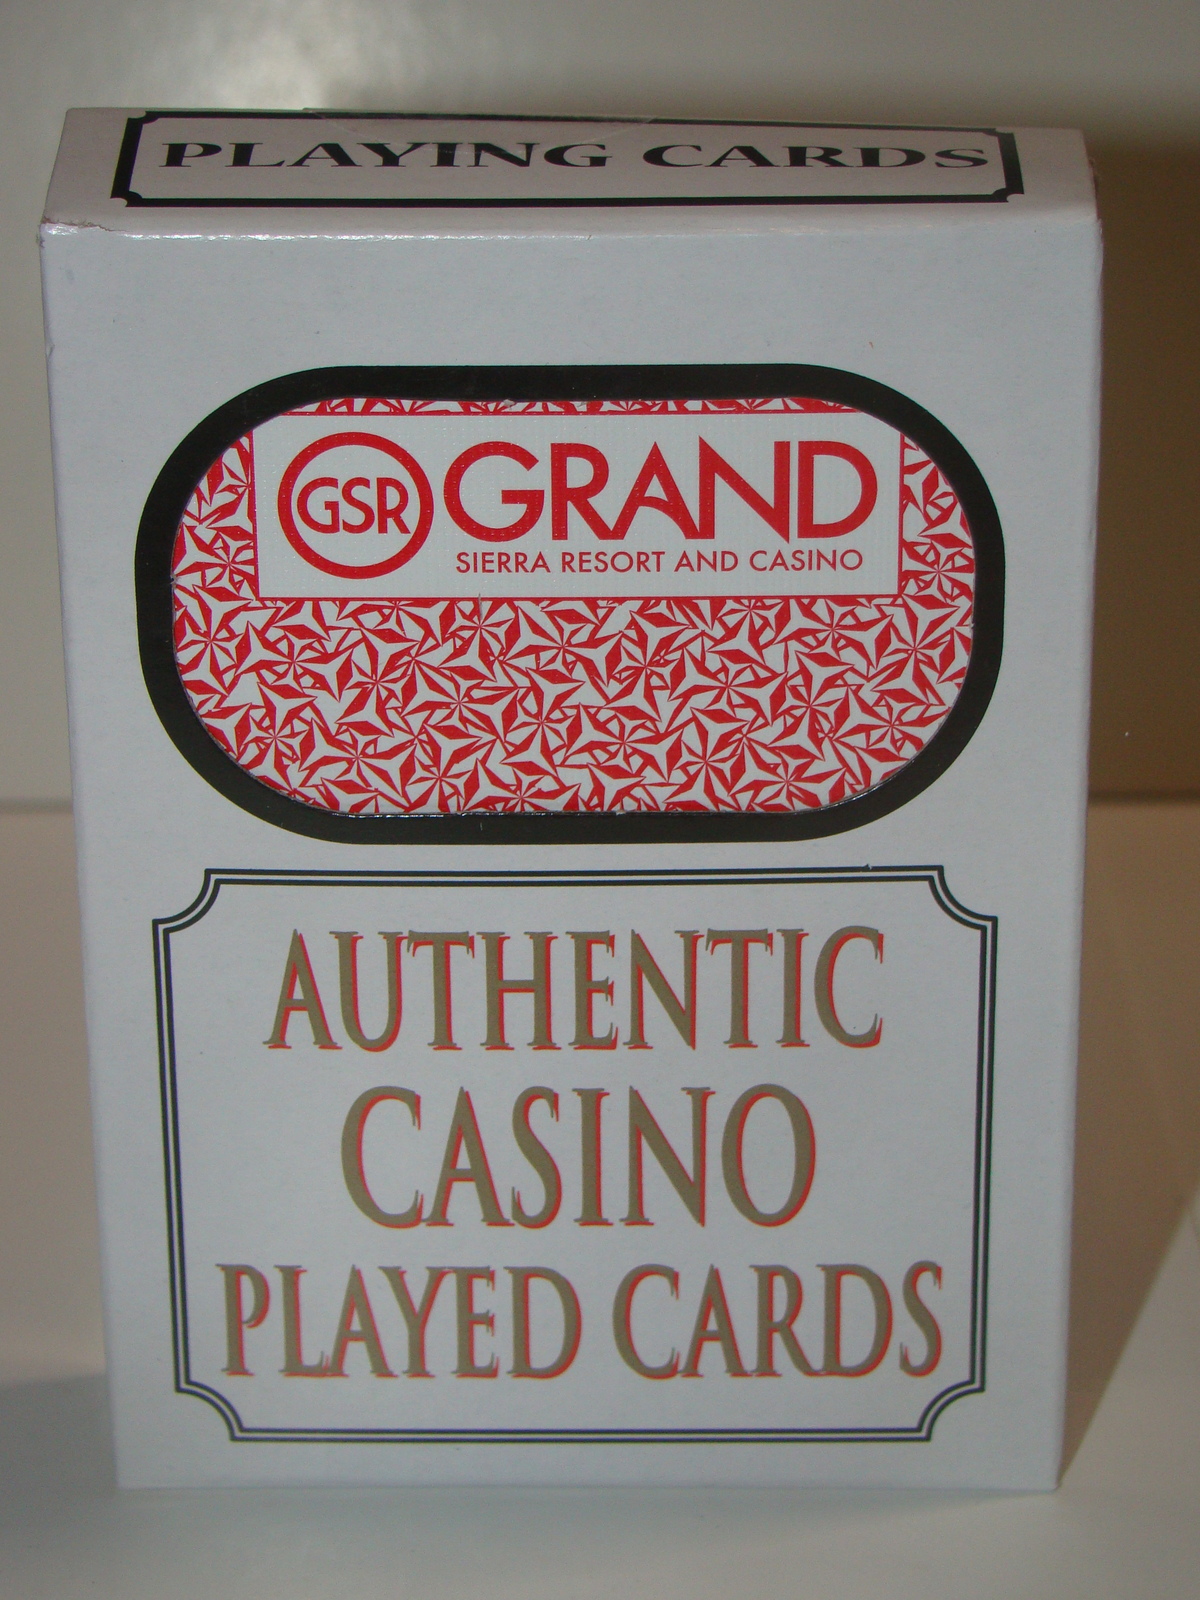 PLAYING CARDS
GSR GRAND
SIERRA RESORT AND CASINO
AUTHENTIC
CASINO
PLAYED CARDS